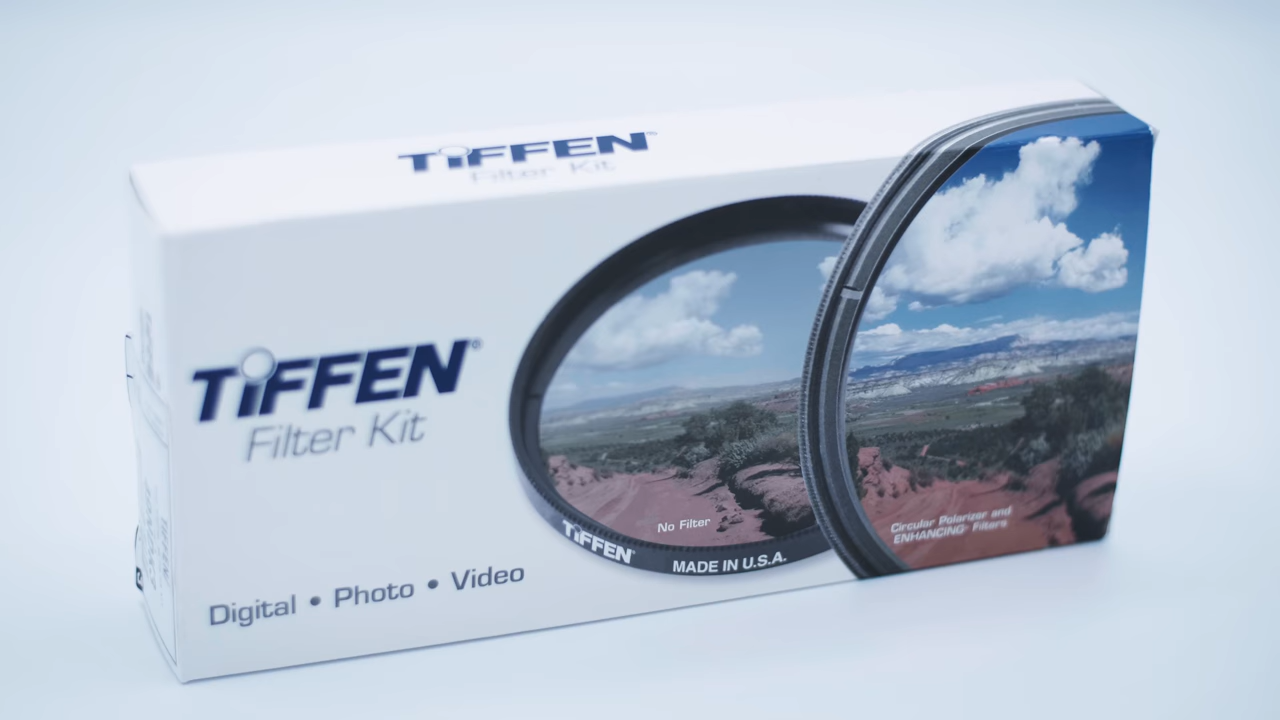 TIFFEN
Filter Kit
TIFFEN®
Filter Kit
Digital • Photo • Video
No Filter
TIFFEN®
MADE IN U.S.A.
Circular Polarizer and
ENHANCING® Filters